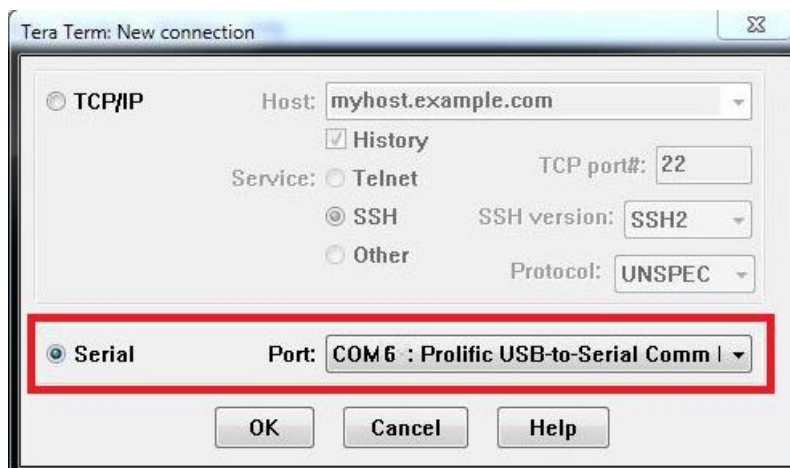 Tera Term: New connection
TCP/IP
Host: myhost.example.com
History
Service: Telnet
TCP port#: 22
SSH
SSH version: SSH2
Other
Protocol: UNSPEC
Serial
Port: COM6 : Prolific USB-to-Serial Comm
OK
Cancel
Help